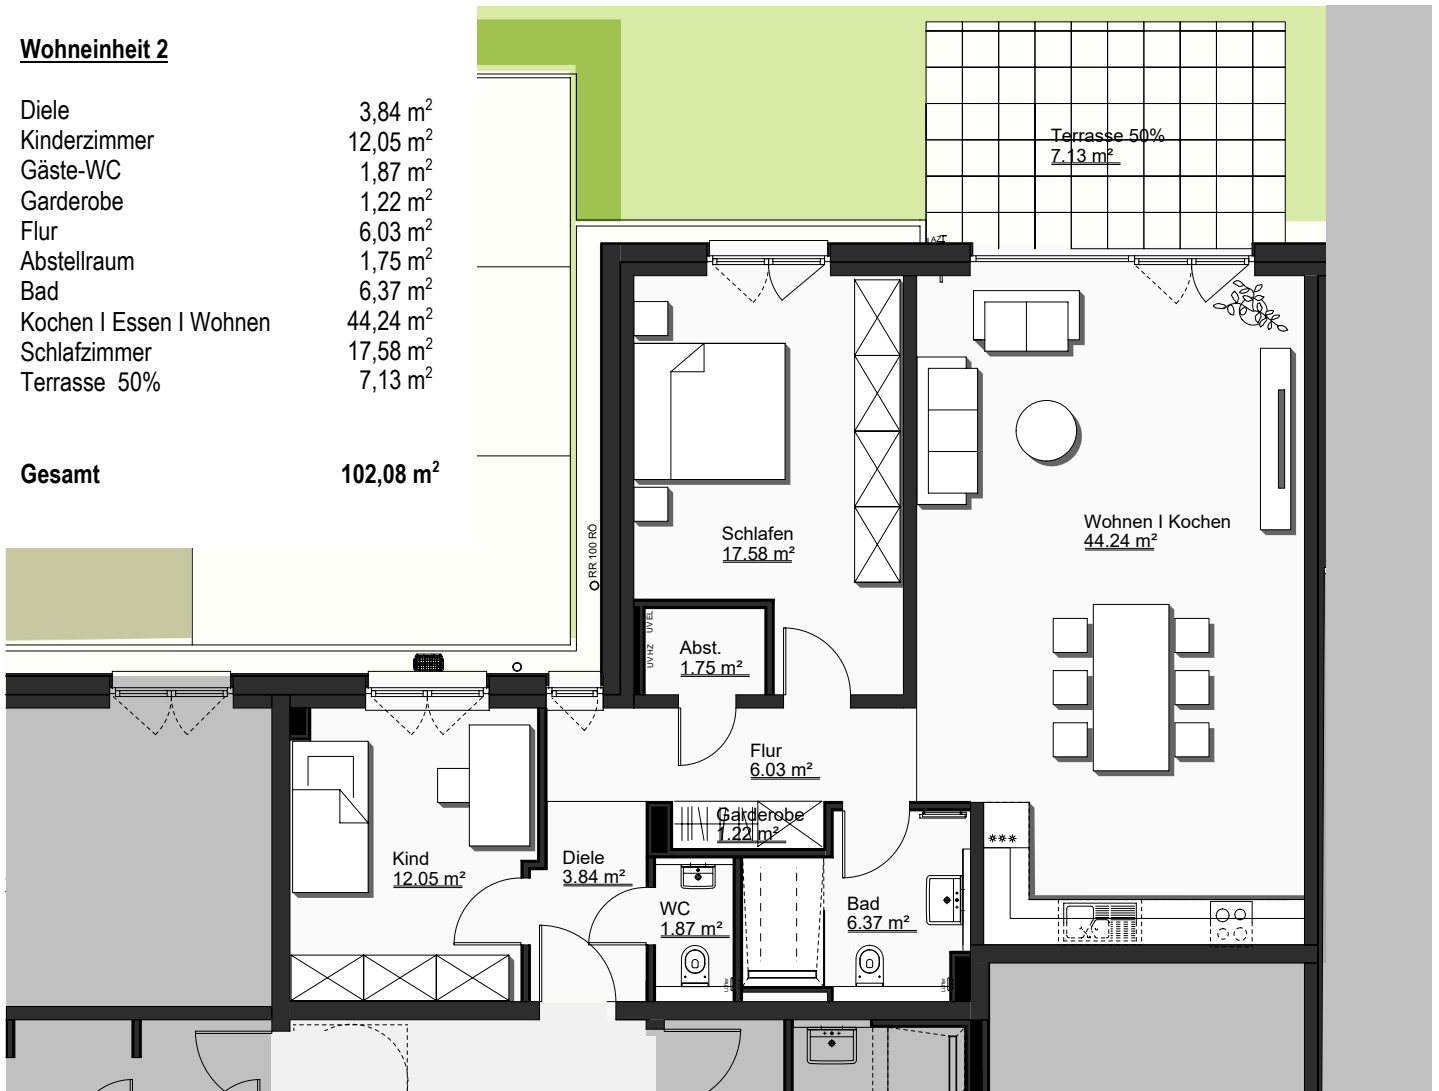 Wohneinheit 2
Diele 3,84 m²
Kinderzimmer 12,05 m²
Gäste-WC 1,87 m²
Garderobe 1,22 m²
Flur 6,03 m²
Abstellraum 1,75 m²
Bad 6,37 m²
Kochen I Essen I Wohnen 44,24 m²
Schlafzimmer 17,58 m²
Terrasse 50% 7,13 m²
Gesamt 102,08 m²
Terrasse 50%
7.13 m²
RR 100 RÖ
Schlafen
17.58 m²
Wohnen I Kochen
44.24 m²
UV HZ UV EL
Abst.
1.75 m²
Flur
6.03 m²
Garderobe
1.22 m²
Kind
12.05 m²
Diele
3.84 m²
WC
1.87 m²
Bad
6.37 m²
Lüfter
Lüfter